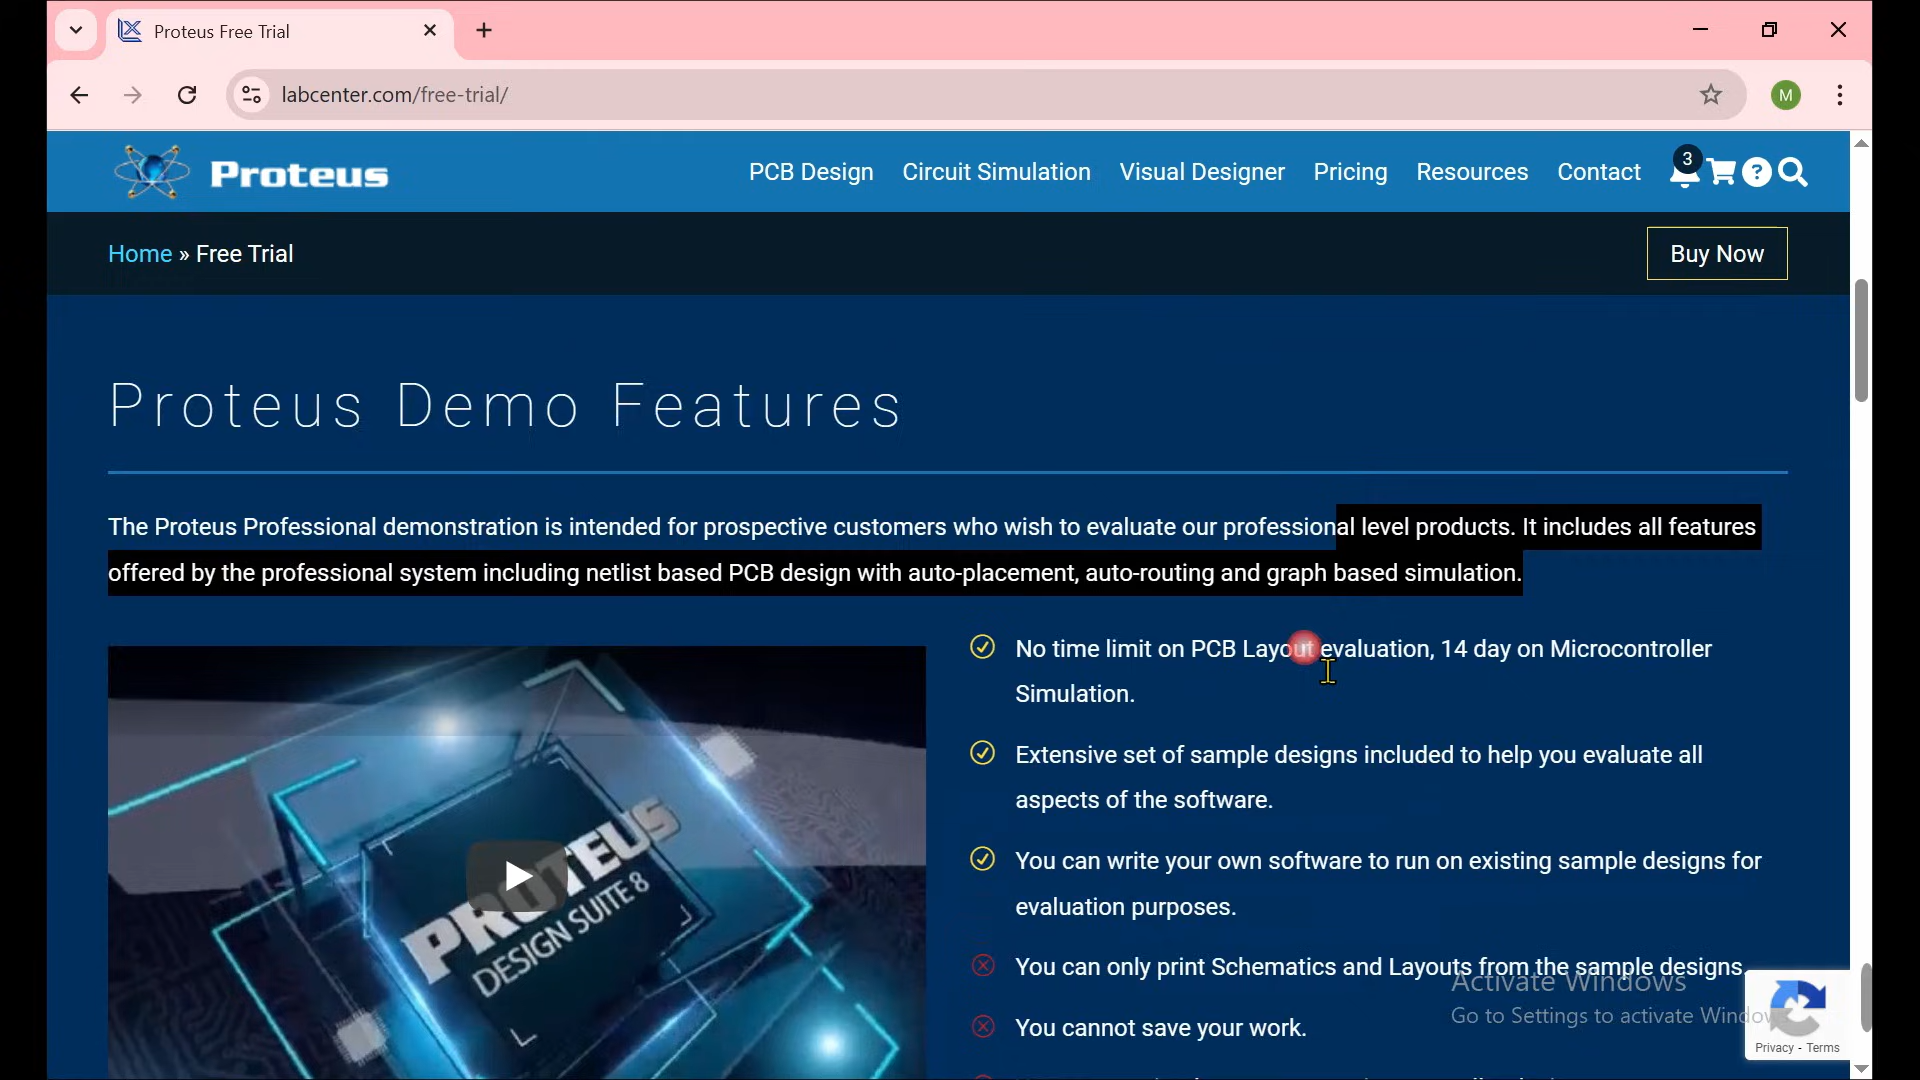 Proteus Free Trial
labcenter.com/free-trial/
M
Proteus
PCB Design
Circuit Simulation
Visual Designer
Pricing
Resources
Contact
3
?
Home » Free Trial
Buy Now
Proteus Demo Features
The Proteus Professional demonstration is intended for prospective customers who wish to evaluate our professional level products. It includes all features
offered by the professional system including netlist based PCB design with auto-placement, auto-routing and graph based simulation.
PROTEUS
DESIGN SUITE 8
No time limit on PCB Layout evaluation, 14 day on Microcontroller
Simulation.
Extensive set of sample designs included to help you evaluate all
aspects of the software.
You can write your own software to run on existing sample designs for
evaluation purposes.
You can only print Schematics and Layouts from the sample designs.
You cannot save your work.
Activate Windows
Go to Settings to activate Windows
Privacy - Terms